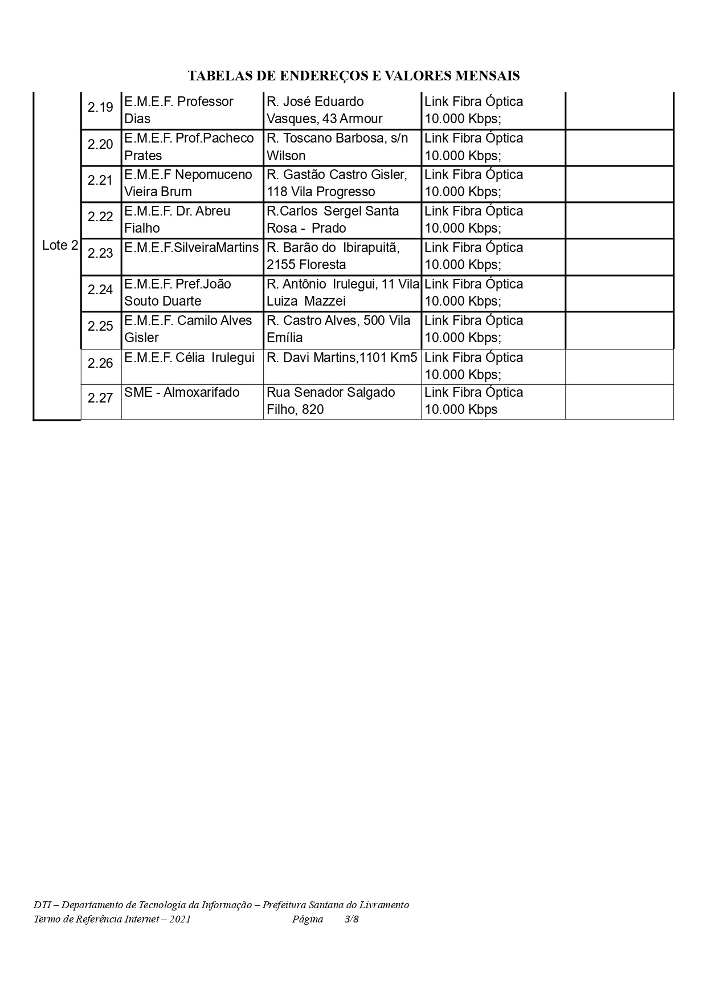 TABELAS DE ENDEREÇOS E VALORES MENSAIS
Lote 2
2.19
E.M.E.F. Professor
Dias
R. José Eduardo
Vasques, 43 Armour
Link Fibra Óptica
10.000 Kbps;
2.20
E.M.E.F. Prof.Pacheco
Prates
R. Toscano Barbosa, s/n
Wilson
Link Fibra Óptica
10.000 Kbps;
2.21
E.M.E.F Nepomuceno
Vieira Brum
R. Gastão Castro Gisler,
118 Vila Progresso
Link Fibra Óptica
10.000 Kbps;
2.22
E.M.E.F. Dr. Abreu
Fialho
R.Carlos Sergel Santa
Rosa - Prado
Link Fibra Óptica
10.000 Kbps;
2.23
E.M.E.F.SilveiraMartins
R. Barão do Ibirapuitã,
2155 Floresta
Link Fibra Óptica
10.000 Kbps;
2.24
E.M.E.F. Pref.João
Souto Duarte
R. Antônio Irulegui, 11 Vila
Luiza Mazzei
Link Fibra Óptica
10.000 Kbps;
2.25
E.M.E.F. Camilo Alves
Gisler
R. Castro Alves, 500 Vila
Emília
Link Fibra Óptica
10.000 Kbps;
2.26
E.M.E.F. Célia Irulegui
R. Davi Martins,1101 Km5
Link Fibra Óptica
10.000 Kbps;
2.27
SME - Almoxarifado
Rua Senador Salgado
Filho, 820
Link Fibra Óptica
10.000 Kbps
DTI – Departamento de Tecnologia da Informação – Prefeitura Santana do Livramento
Termo de Referência Internet – 2021 Página 3/8